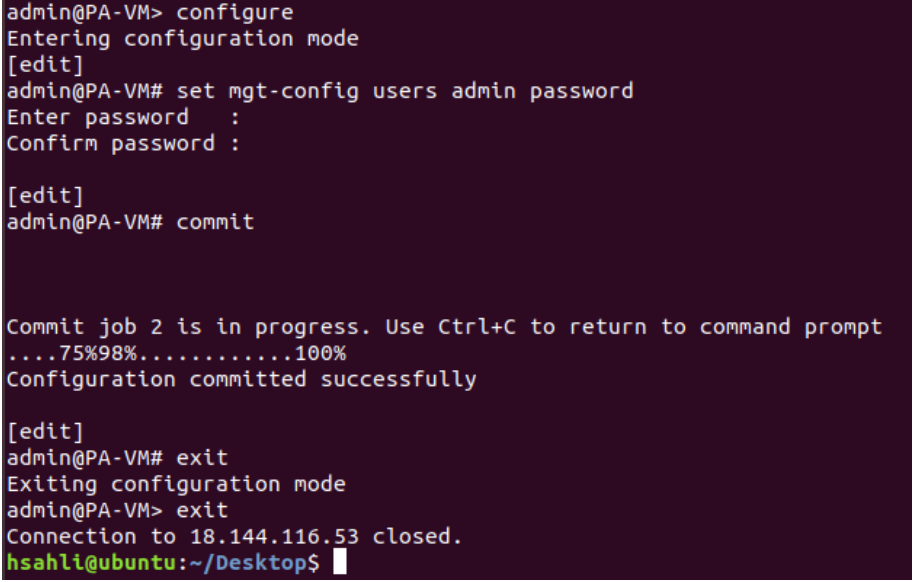 admin@PA-VM> configure
Entering configuration mode
[edit]
admin@PA-VM# set mgt-config users admin password
Enter password   :
Confirm password :
[edit]
admin@PA-VM# commit
Commit job 2 is in progress. Use Ctrl+C to return to command prompt
....75%98%............100%
Configuration committed successfully
[edit]
admin@PA-VM# exit
Exiting configuration mode
admin@PA-VM> exit
Connection to 18.144.116.53 closed.
hsahli@ubuntu:~/Desktop$